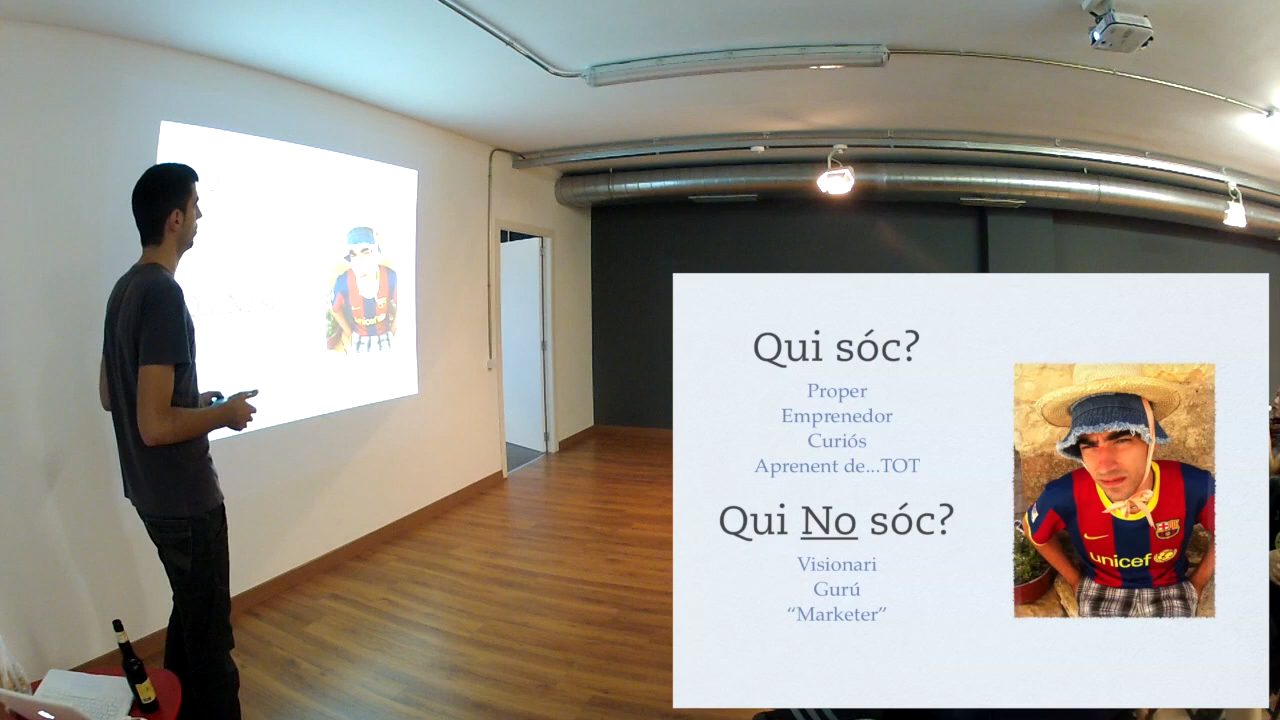 Qui sóc?
Proper
Emprenedor
Curiós
Aprenent de...TOT
Qui No sóc?
Visionari
Gurú
“Marketer”
unicef